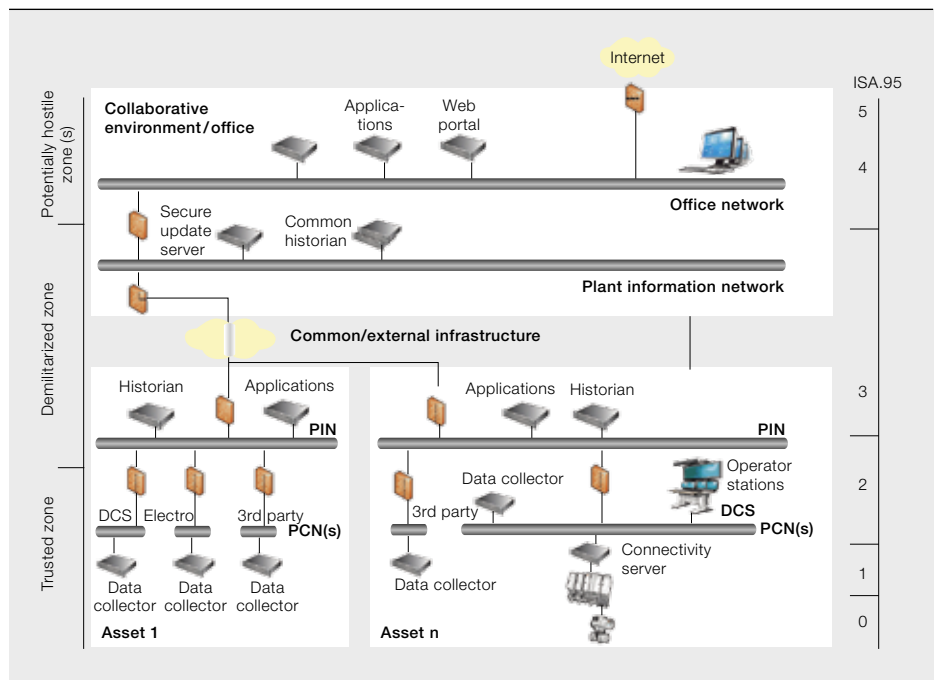 Internet
ISA.95
Potentially hostile
zone (s)
Collaborative
environment/office
Applica-
tions
Web
portal
5
4
Office network
Secure
update
server
Common
historian
Plant information network
Demilitarized zone
Common/external infrastructure
Historian
Applications
PIN
Applications
Historian
PIN
3
Trusted zone
DCS
Electro
3rd party
PCN(s)
Data
collector
Data
collector
Data
collector
Asset 1
Data collector
3rd party
Operator
stations
DCS
PCN(s)
Data collector
Connectivity
server
Asset n
2
1
0